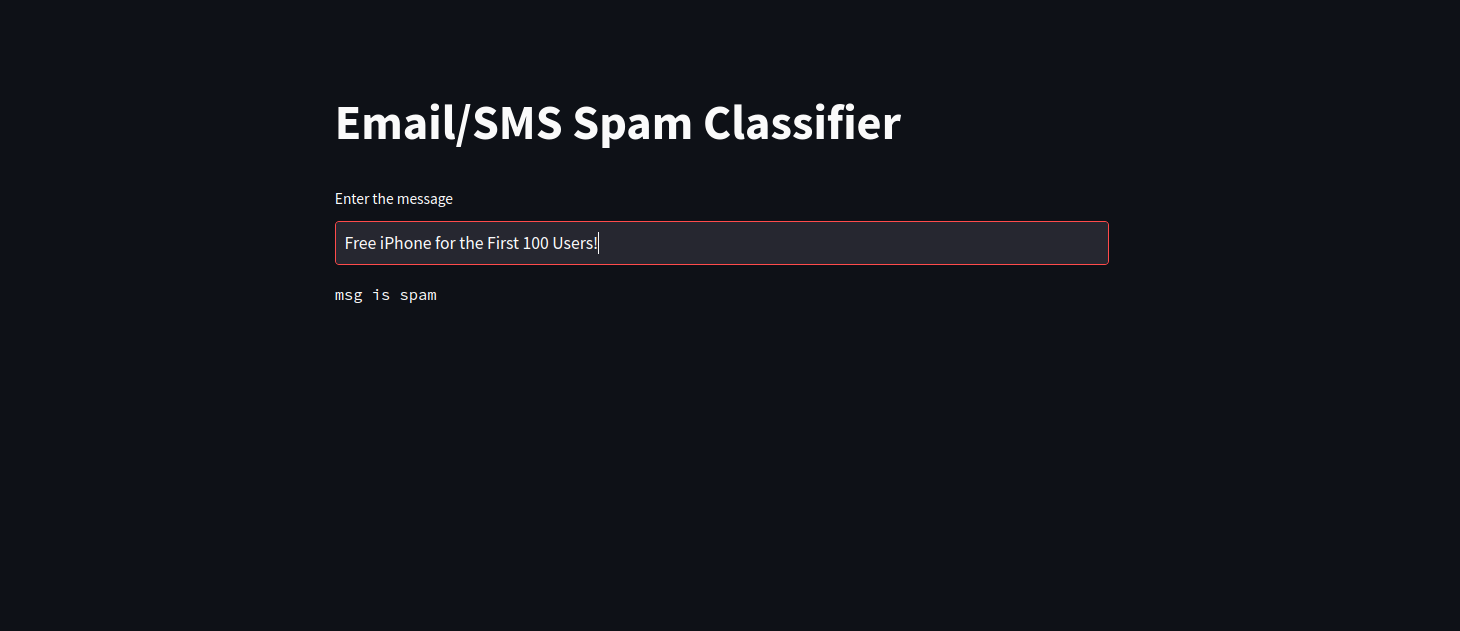 Email/SMS Spam Classifier
Enter the message
Free iPhone for the First 100 Users!
msg is spam